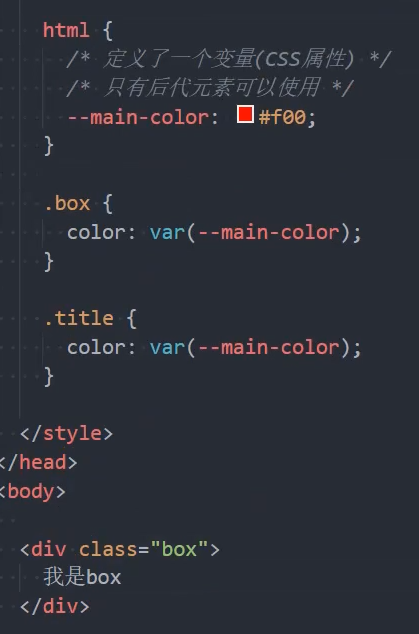 html {
/* 定义了一个变量(CSS属性) */
/* 只有后代元素可以使用 */
--main-color: #f00;
}
.box {
color: var(--main-color);
}
.title {
color: var(--main-color);
}
</style>
</head>
<body>
<div class="box">
我是box
</div>